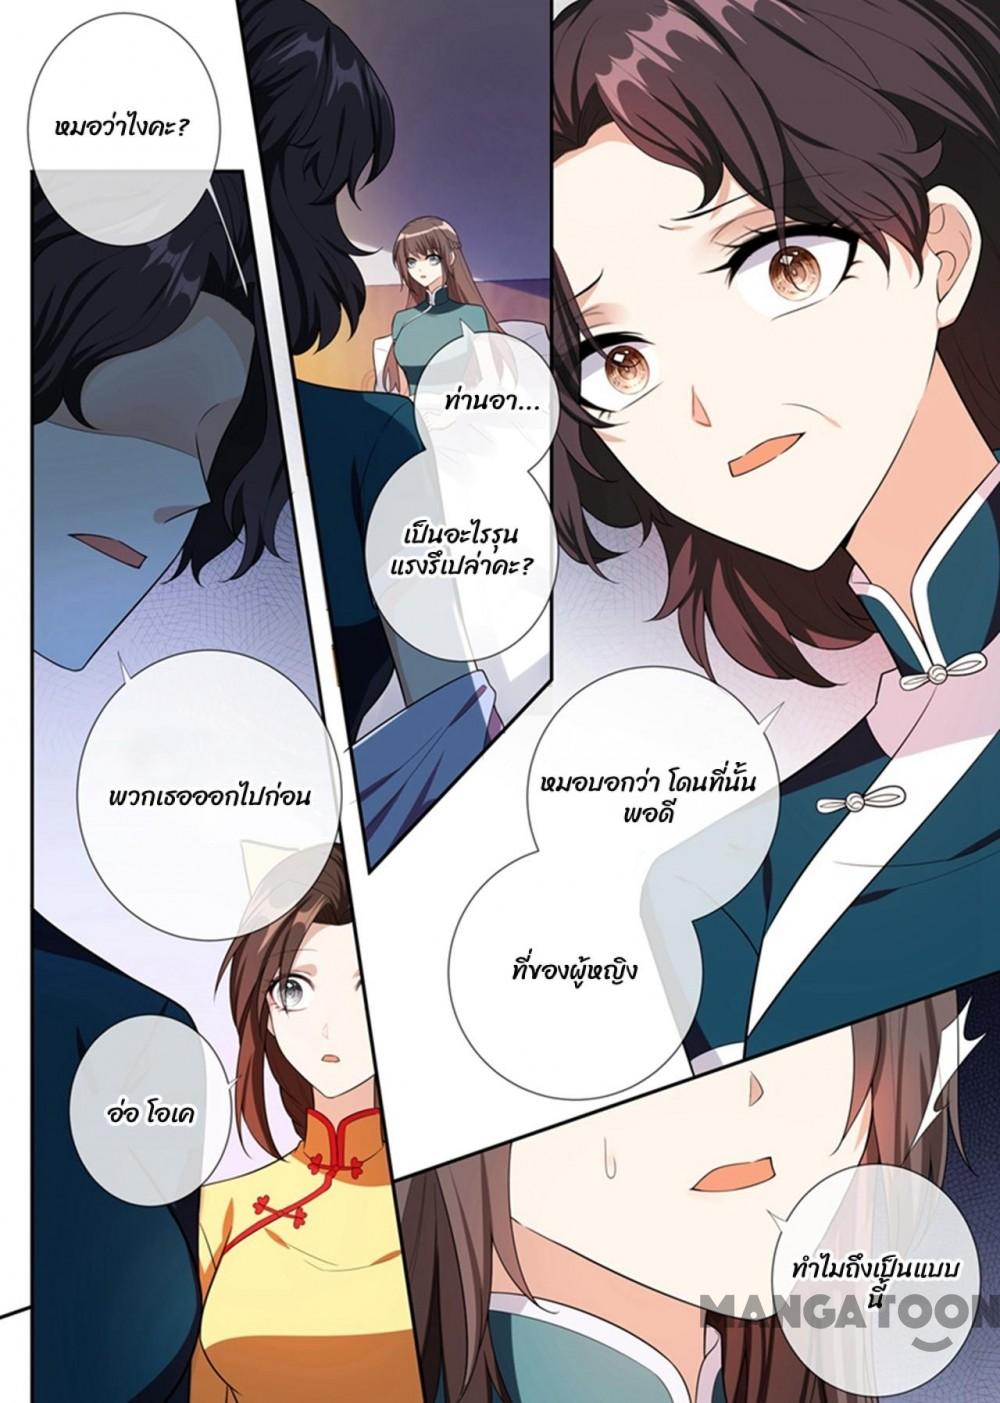 หมอว่าไงคะ?
พวกเธอออกไปก่อน
อ่อ โอเค
ท่านอา...
เป็นอะไรรุน
แรงรึเปล่าคะ?
หมอบอกว่า โดนที่นั้น
พอดี
ที่ของผู้หญิง
ทำไมถึงเป็นแบบ
นี้
MANGATOON